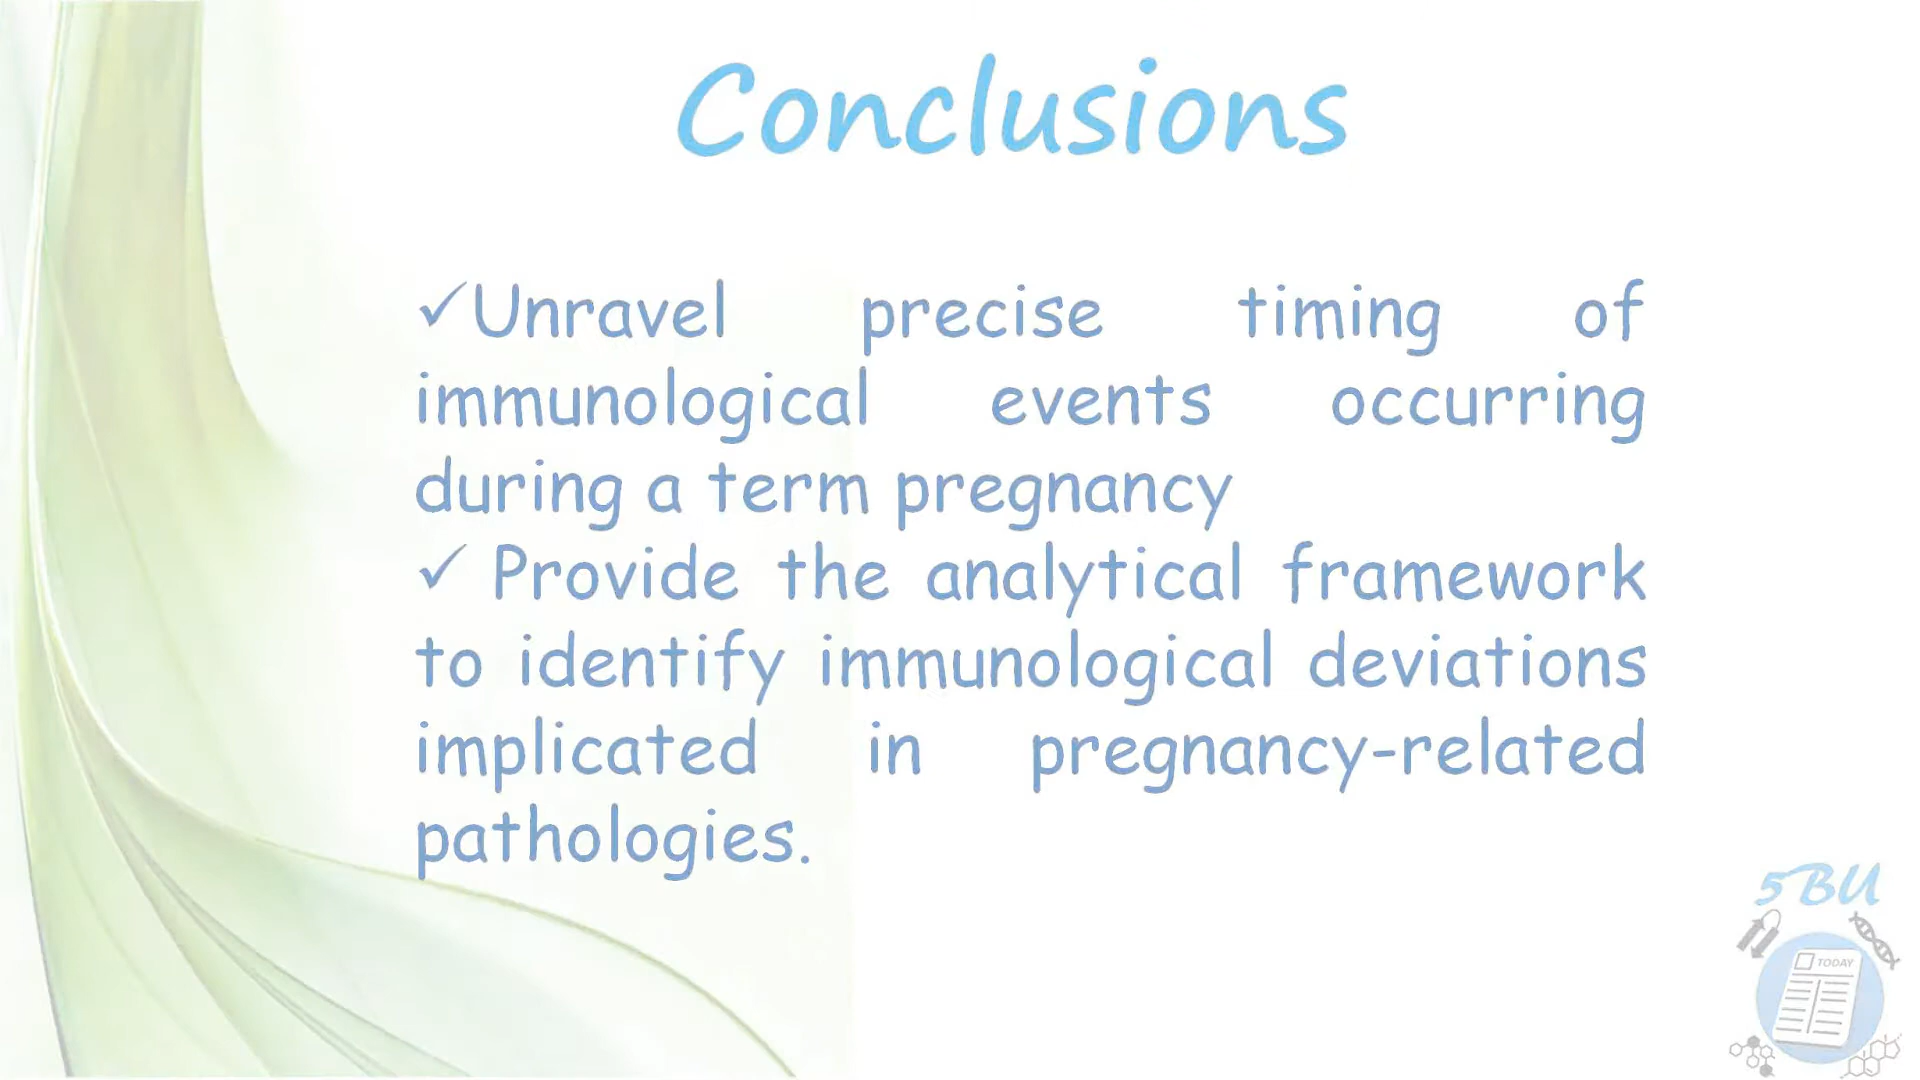 Conclusions
✓Unravel precise timing of
immunological events occurring
during a term pregnancy
✓ Provide the analytical framework
to identify immunological deviations
implicated in pregnancy-related
pathologies.
5BU
TODAY